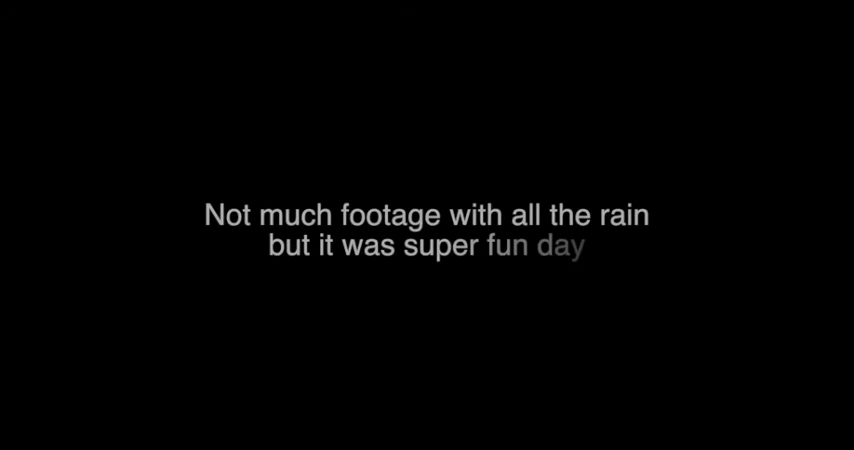 Not much footage with all the rain
but it was super fun day